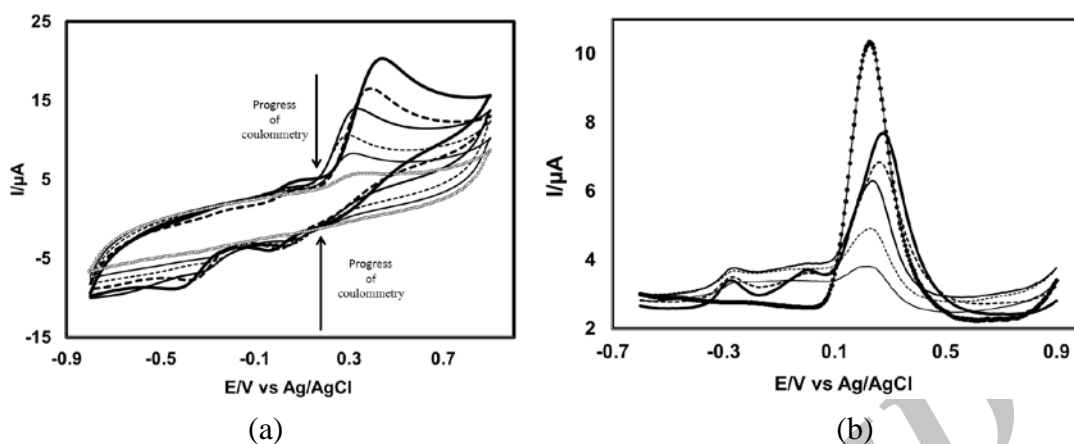 25
15
5
-5
-15
I/µA
Progress
of
coulommetry
Progress
of
coulommetry
-0.9
-0.5
-0.1
0.3
0.7
E/V vs Ag/AgCl
(a)
10
8
6
4
2
I/µA
-0.7
-0.3
0.1
0.5
0.9
E/V vs Ag/AgCl
(b)